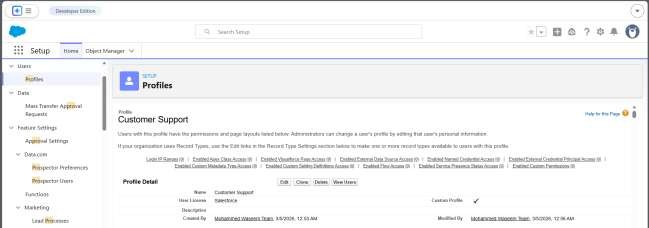 Developer Edition
Search Setup
Setup
Home
Object Manager
Users
Profiles
Data
Mass Transfer Approval
Requests
Feature Settings
Approval Settings
Data.com
Prospector Preferences
Prospector Users
Functions
Marketing
Lead Processes
SETUP
Profiles
Profile
Customer Support
Help for this Page
Users with this profile have the permissions and page layouts listed below. Administrators can change a user's profile by editing that user's personal information.
If your organization uses Record Types, use the Edit links in the Record Type Settings section below to make one or more record types available to users with this profile.
Login IP Ranges [0] | Enabled Apex Class Access [0] | Enabled Visualforce Page Access [0] | Enabled External Data Source Access [0] | Enabled Named Credential Access [0] | Enabled External Credential Principal Access [0] |
Enabled Custom Metadata Type Access [0] | Enabled Custom Setting Definitions Access [0] | Enabled Flow Access [0] | Enabled Service Presence Status Access [0] | Enabled Custom Permissions [0]
Profile Detail
Edit Clone Delete View Users
Name Customer Support
User License Salesforce Custom Profile ✓
Description
Created By Mohammed Waseem Team, 3/5/2026, 12:53 AM Modified By Mohammed Waseem Team, 3/5/2026, 12:56 AM